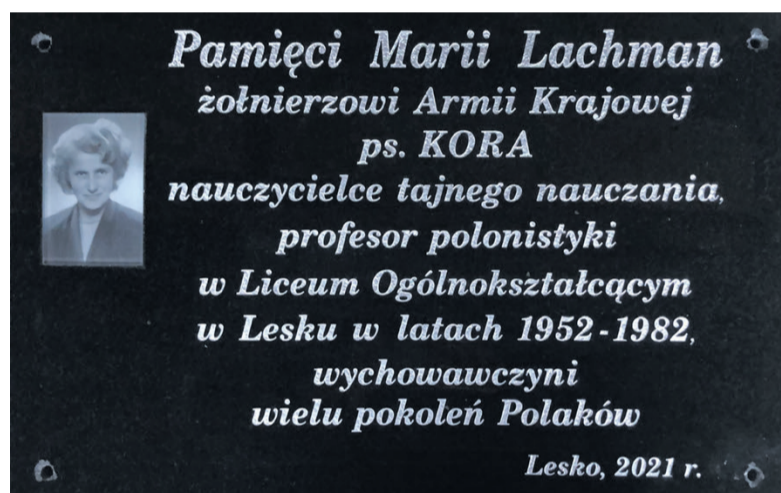 Pamięci Marii Lachman
żołnierzowi Armii Krajowej
ps. KORA
nauczycielce tajnego nauczania,
profesor polonistyki
w Liceum Ogólnokształcącym
w Lesku w latach 1952-1982,
wychowawczyni
wielu pokoleń Polaków
Lesko, 2021 r.